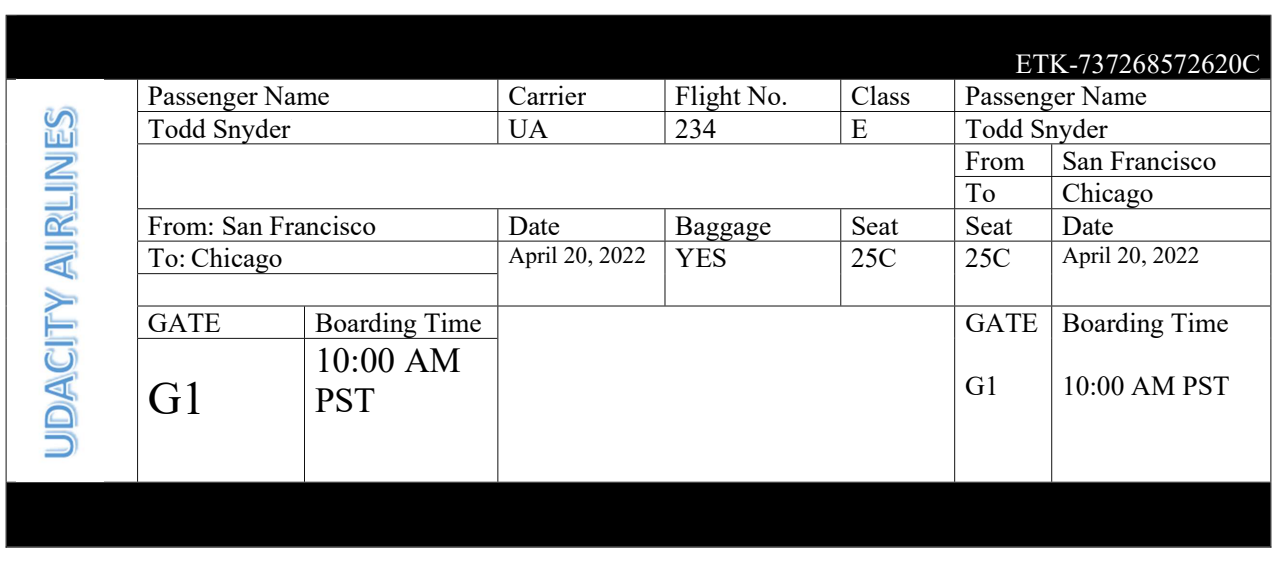 ETK-737268572620C
UDACITY AIRLINES
Passenger Name Carrier Flight No. Class Passenger Name
Todd Snyder UA 234 E Todd Snyder
From San Francisco
To Chicago
From: San Francisco Date Baggage Seat Seat Date
To: Chicago April 20, 2022 YES 25C 25C April 20, 2022
GATE Boarding Time GATE Boarding Time
G1 10:00 AM PST G1 10:00 AM PST